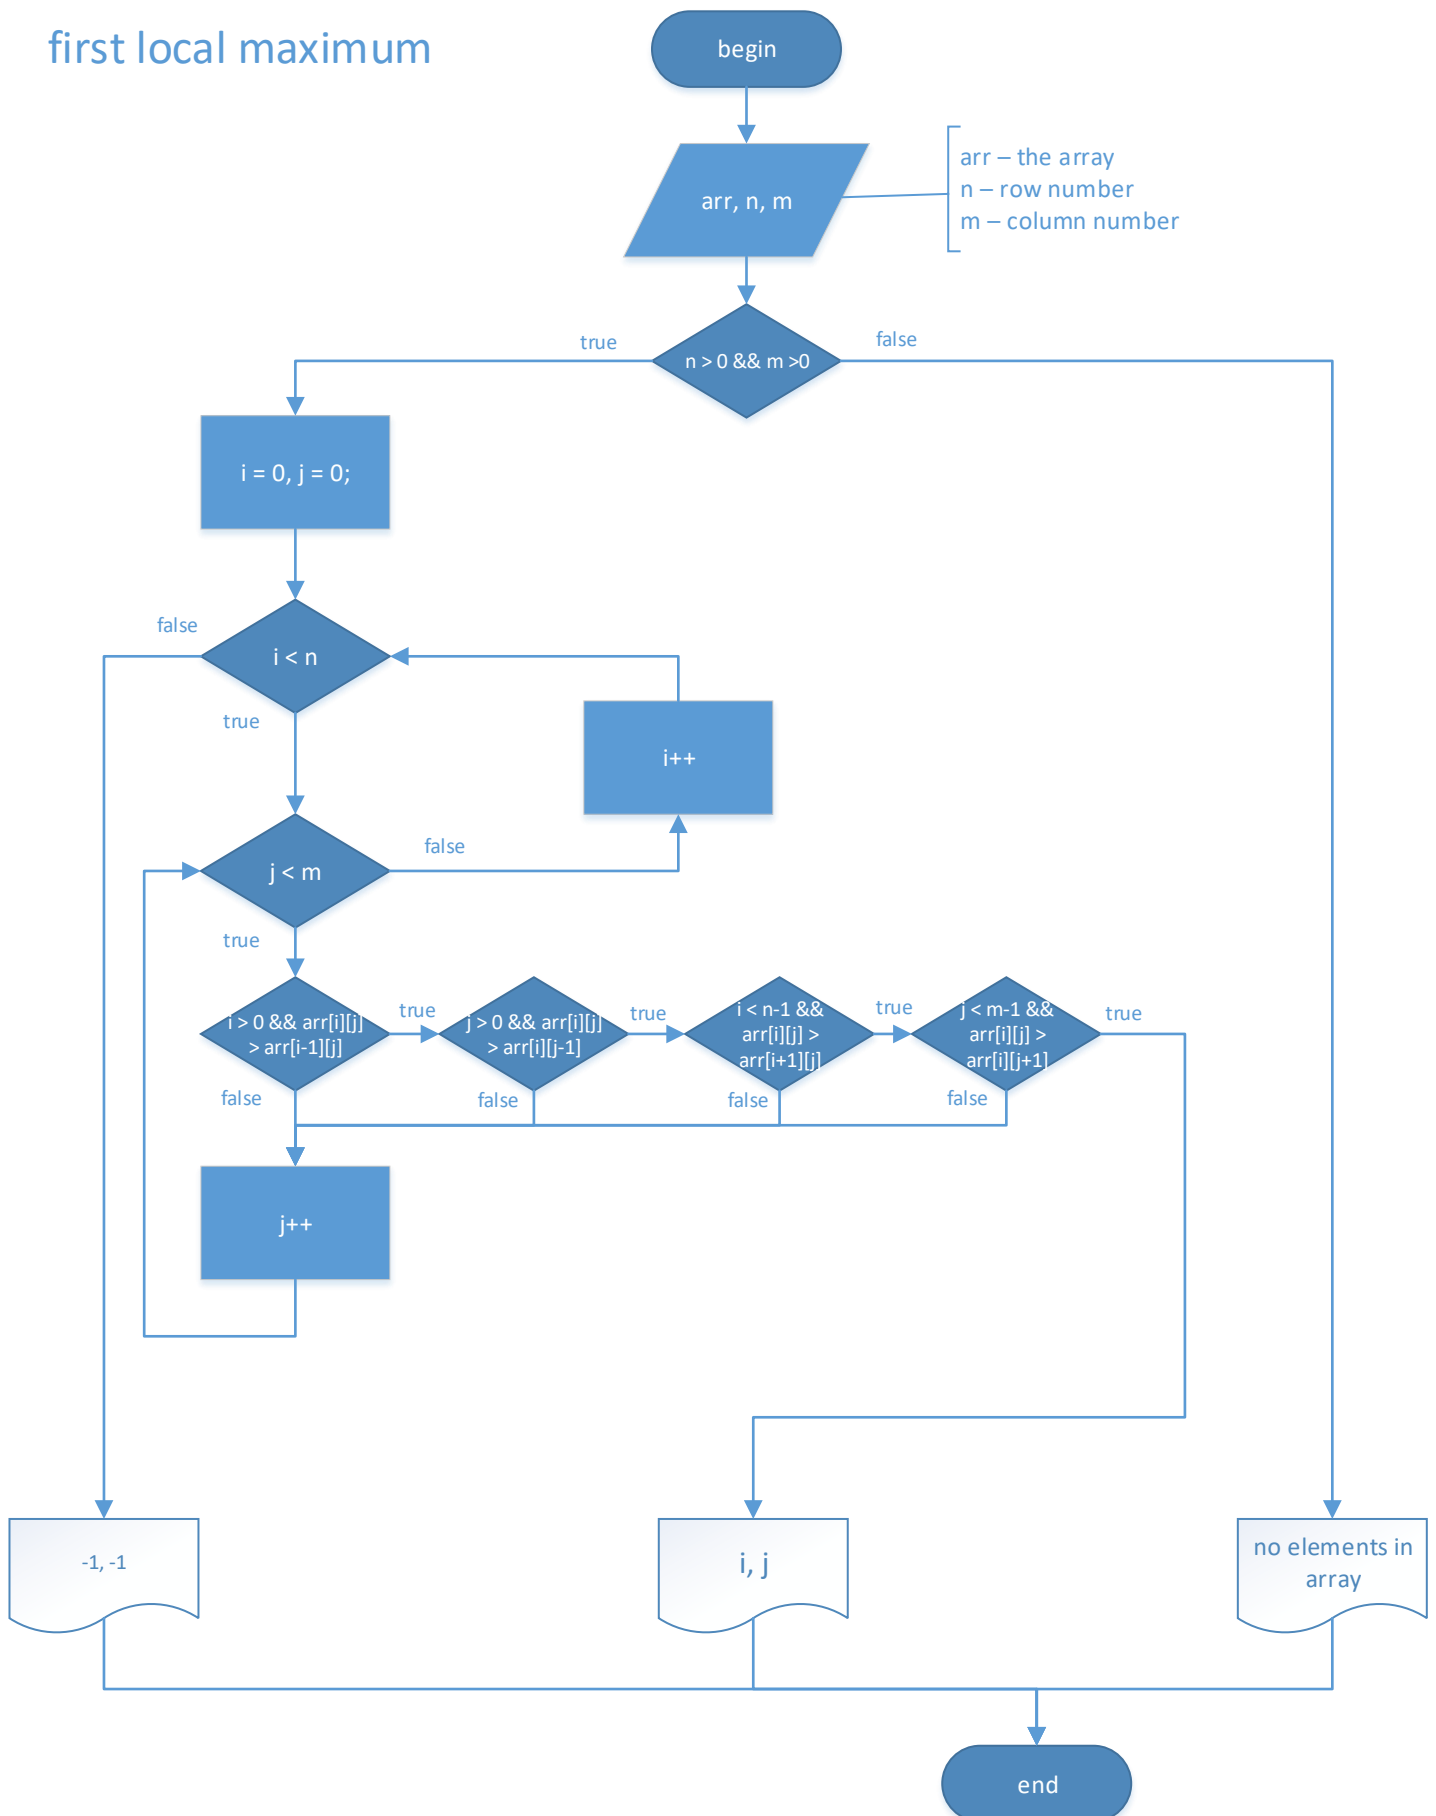 first local maximum
begin
arr, n, m
arr – the array
n – row number
m – column number
true
false
n > 0 && m >0
i = 0, j = 0;
false
i < n
true
i++
false
j < m
true
i > 0 && arr[i][j]
> arr[i-1][j]
true
j > 0 && arr[i][j]
> arr[i][j-1]
true
i < n-1 &&
arr[i][j] >
arr[i+1][j]
true
j < m-1 &&
arr[i][j] >
arr[i][j+1]
true
false
false
false
false
j++
-1, -1
i, j
no elements in
array
end